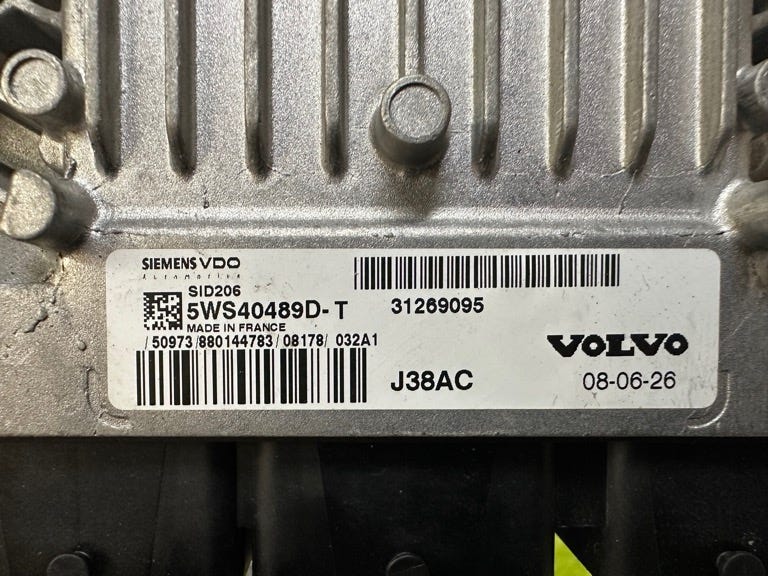 SIEMENS VDO
Automotive
SID206
5WS40489D-T
MADE IN FRANCE
/50973/880144783/08178/ 032A1
31269095
VOLVO
J38AC
08-06-26